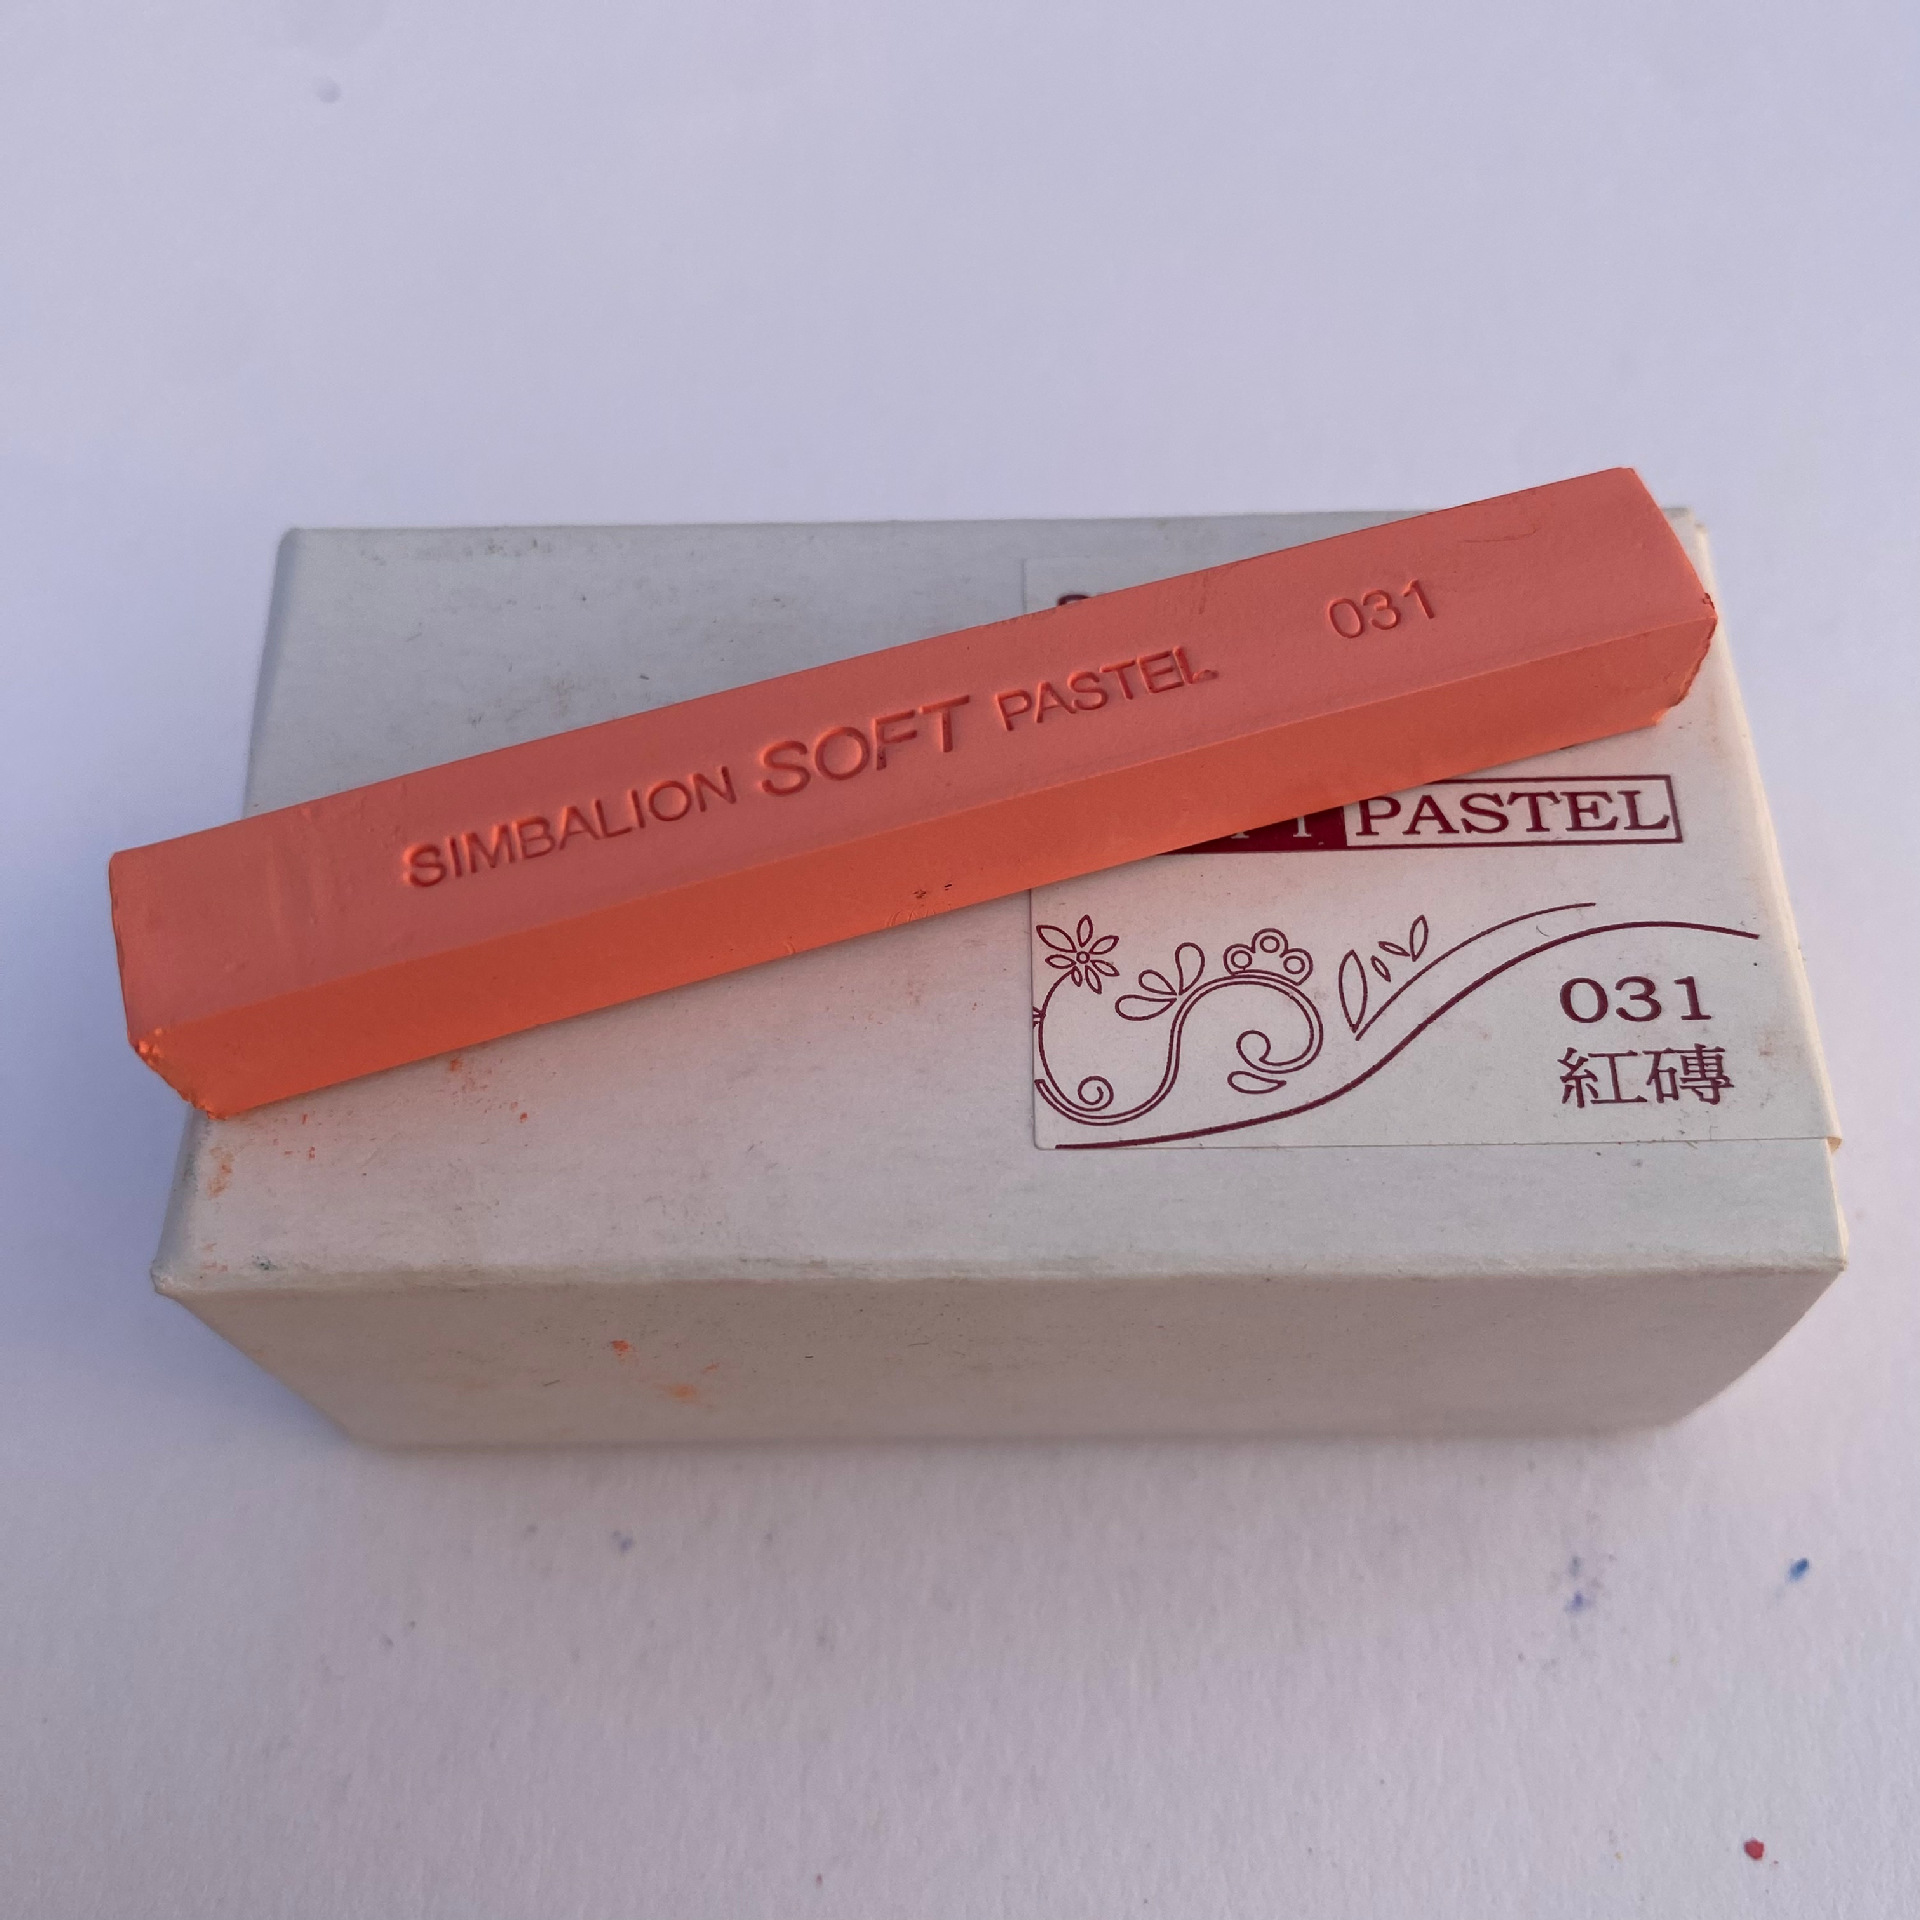 SIMBALION SOFT PASTEL 031
PASTEL
031
紅磚